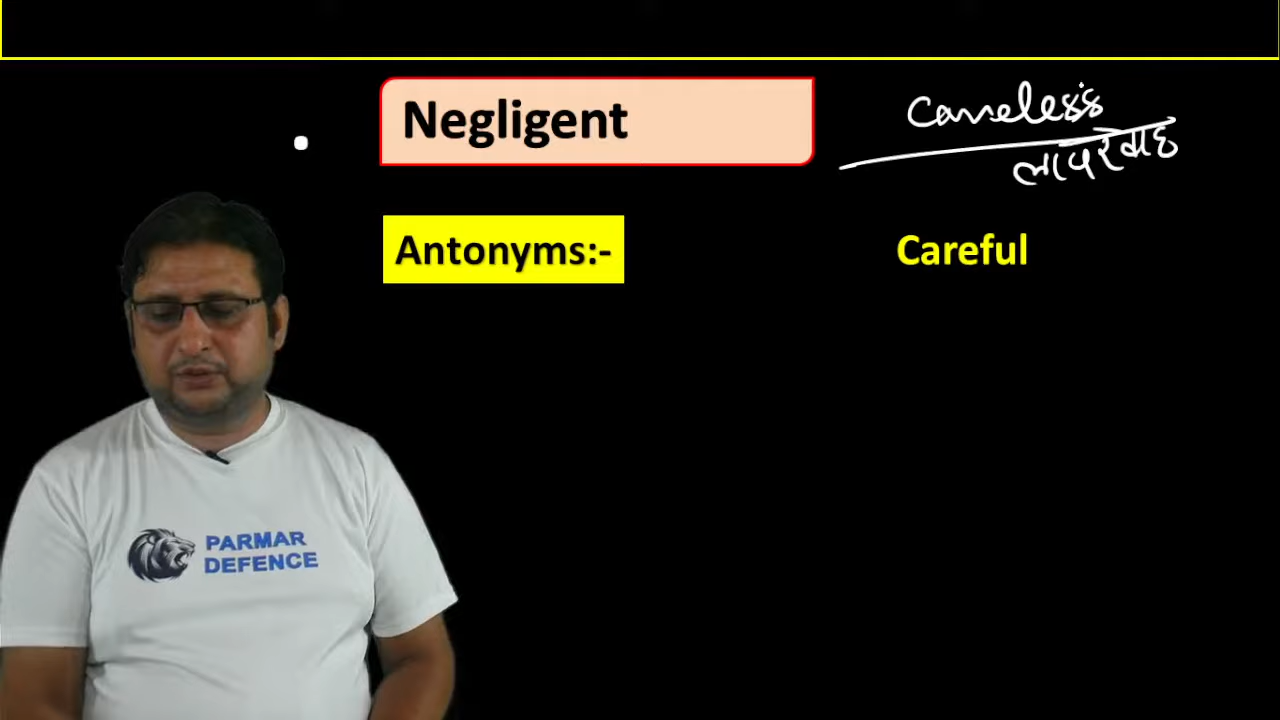 Negligent
careless
लापरवाह
Antonyms:-
Careful
PARMAR
DEFENCE